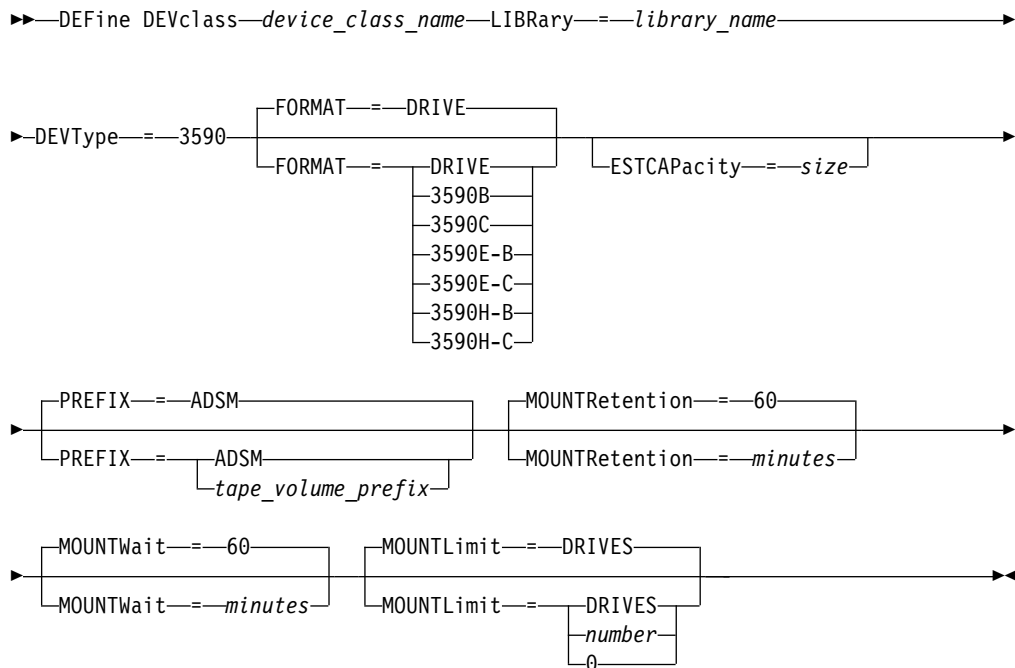 ►►─DEFine DEVclass─device_class_name─LIBRary─=─library_name─►
FORMAT─=─DRIVE
►─DEVType─=─3590
FORMAT─=─DRIVE
ESTCAPacity─=─size
3590B
3590C
3590E-B
3590E-C
3590H-B
3590H-C
PREFIX─=─ADSM
MOUNTRetention─=─60
PREFIX─=─ADSM
MOUNTRetention─=─minutes
tape_volume_prefix
MOUNTWait─=─60
MOUNTLimit─=─DRIVES
MOUNTWait─=─minutes
MOUNTLimit─=─DRIVES
number
0